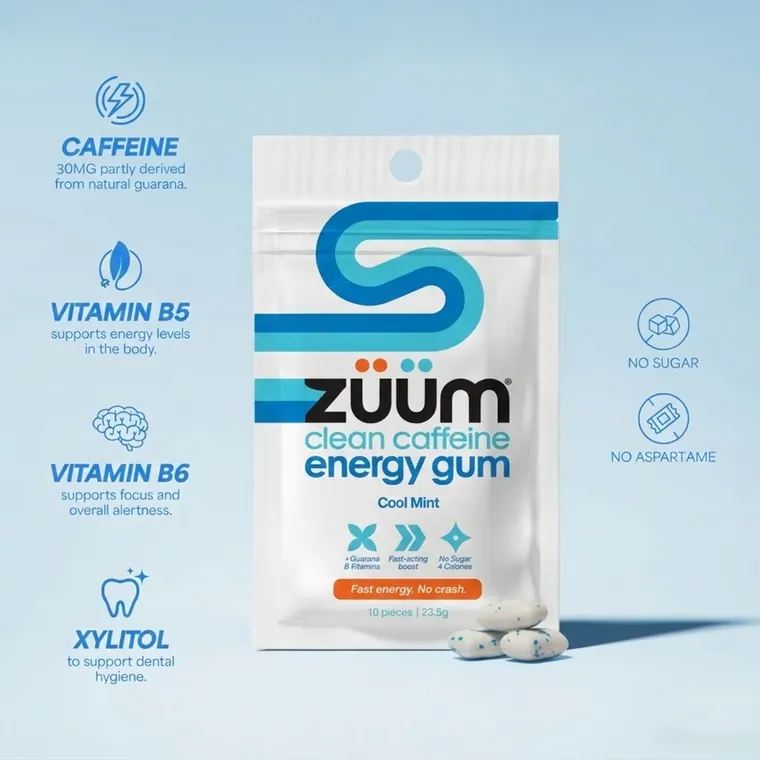 CAFFEINE
30MG partly derived
from natural guarana.
VITAMIN B5
supports energy levels
in the body.
VITAMIN B6
supports focus and
overall alertness.
XYLITOL
to support dental
hygiene.
züüm®
clean caffeine
energy gum
Cool Mint
+Guarana
B Fitamins
Fast-acting
boost
No Sugar
4 Calories
Fast energy. No crash.
10 pieces | 23.5g
NO SUGAR
NO ASPARTAME